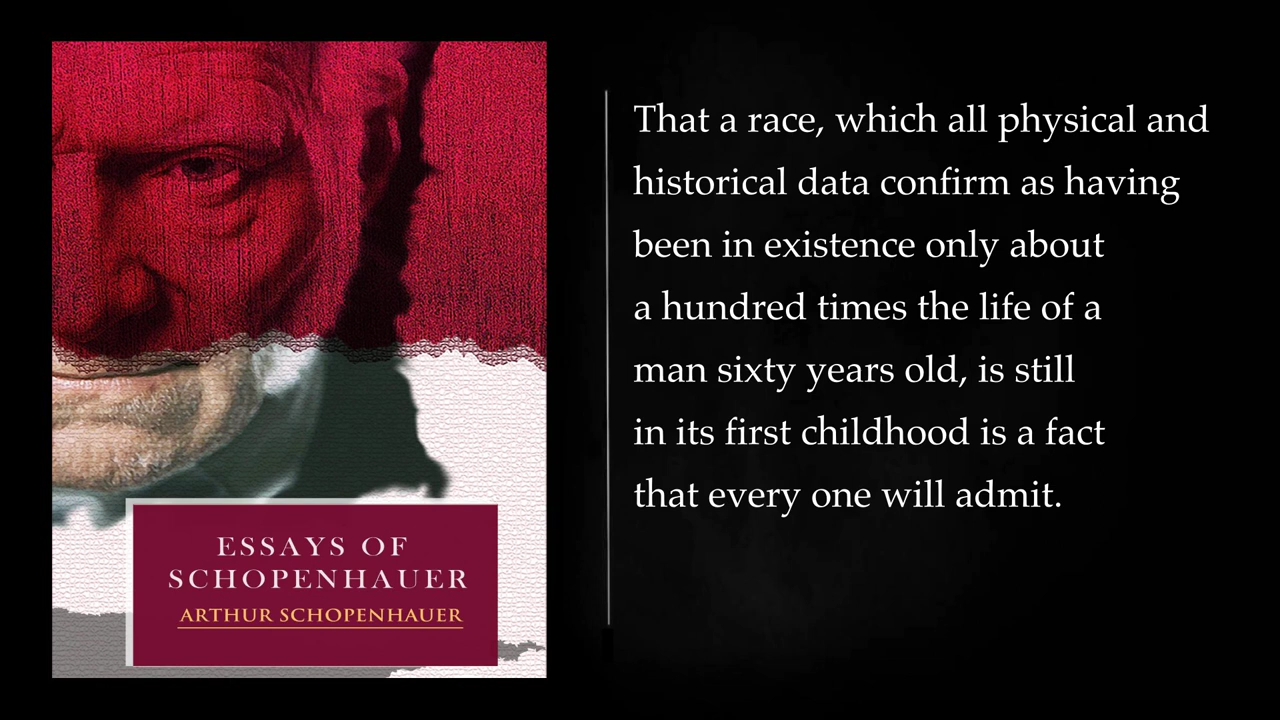 ESSAYS OF
SCHOPENHAUER
ARTHUR SCHOPENHAUER
That a race, which all physical and
historical data confirm as having
been in existence only about
a hundred times the life of a
man sixty years old, is still
in its first childhood is a fact
that every one will admit.